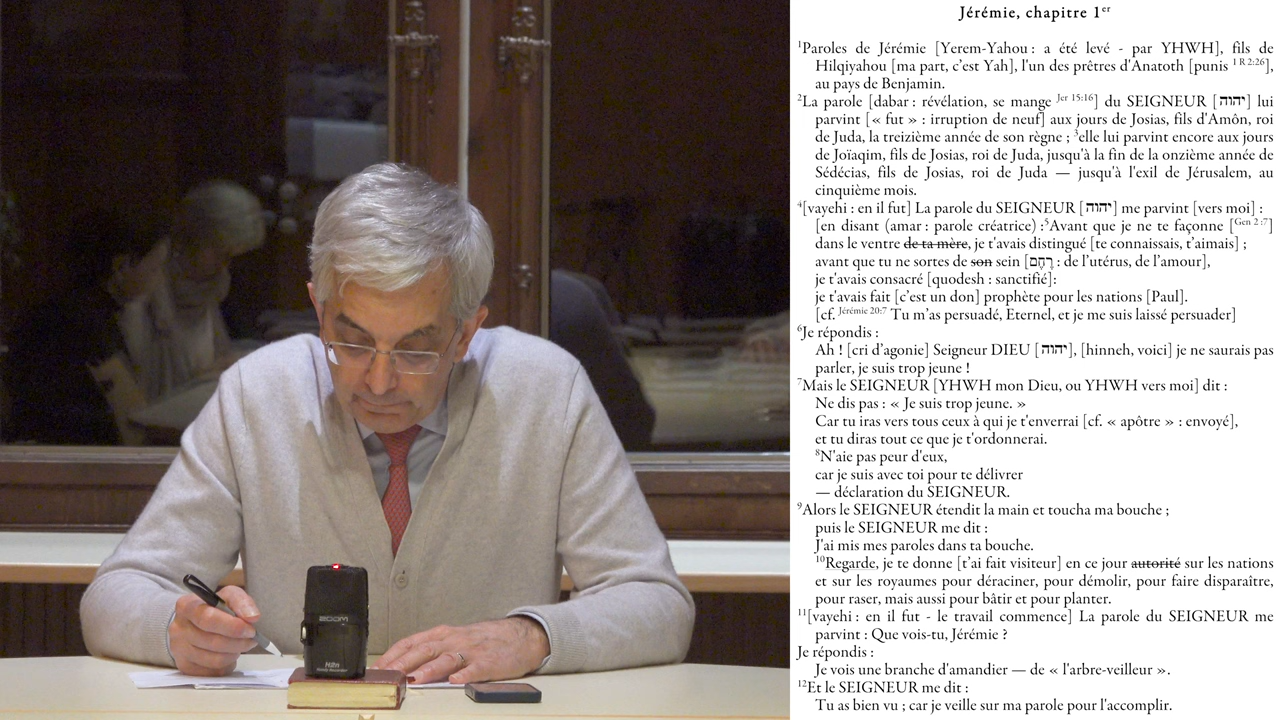 Jérémie, chapitre 1er
1Paroles de Jérémie [Yerem-Yahou : a été levé - par YHWH], fils de
Hilqiyahou [ma part, c'est Yah], l'un des prêtres d'Anatoth [punis 1 R 2:26],
au pays de Benjamin.
2La parole [dabar : révélation, se mange Jer 15:16] du SEIGNEUR [יהוה] lui
parvint [« fut » : irruption de neuf] aux jours de Josias, fils d'Amôn, roi
de Juda, la treizième année de son règne ; 3elle lui parvint encore aux jours
de Joïaqim, fils de Josias, roi de Juda, jusqu'à la fin de la onzième année de
Sédécias, fils de Josias, roi de Juda — jusqu'à l'exil de Jérusalem, au
cinquième mois.
4[vayehi : en il fut] La parole du SEIGNEUR [יהוה] me parvint [vers moi] :
[en disant (amar : parole créatrice) :5Avant que je ne te façonne [Gen 2 :7]
dans le ventre de ta mère, je t'avais distingué [te connaissais, t'aimais] ;
avant que tu ne sortes de son sein [רָחָם : de l'utérus, de l'amour],
je t'avais consacré [quodesh : sanctifié]:
je t'avais fait [c'est un don] prophète pour les nations [Paul].
[cf. Jérémie 20:7 Tu m'as persuadé, Eternel, et je me suis laissé persuader]
6Je répondis :
Ah ! [cri d'agonie] Seigneur DIEU [יהוה], [hinneh, voici] je ne saurais pas
parler, je suis trop jeune !
7Mais le SEIGNEUR [YHWH mon Dieu, ou YHWH vers moi] dit :
Ne dis pas : « Je suis trop jeune. »
Car tu iras vers tous ceux à qui je t'enverrai [cf. « apôtre » : envoyé],
et tu diras tout ce que je t'ordonnerai.
8N'aie pas peur d'eux,
car je suis avec toi pour te délivrer
— déclaration du SEIGNEUR.
9Alors le SEIGNEUR étendit la main et toucha ma bouche ;
puis le SEIGNEUR me dit :
J'ai mis mes paroles dans ta bouche.
10Regarde, je te donne [t'ai fait visiteur] en ce jour autorité sur les nations
et sur les royaumes pour déraciner, pour démolir, pour faire disparaître,
pour raser, mais aussi pour bâtir et pour planter.
11[vayehi : en il fut - le travail commence] La parole du SEIGNEUR me
parvint : Que vois-tu, Jérémie ?
Je répondis :
Je vois une branche d'amandier — de « l'arbre-veilleur ».
12Et le SEIGNEUR me dit :
Tu as bien vu ; car je veille sur ma parole pour l'accomplir.
zoom
H2n
Handy Recorder